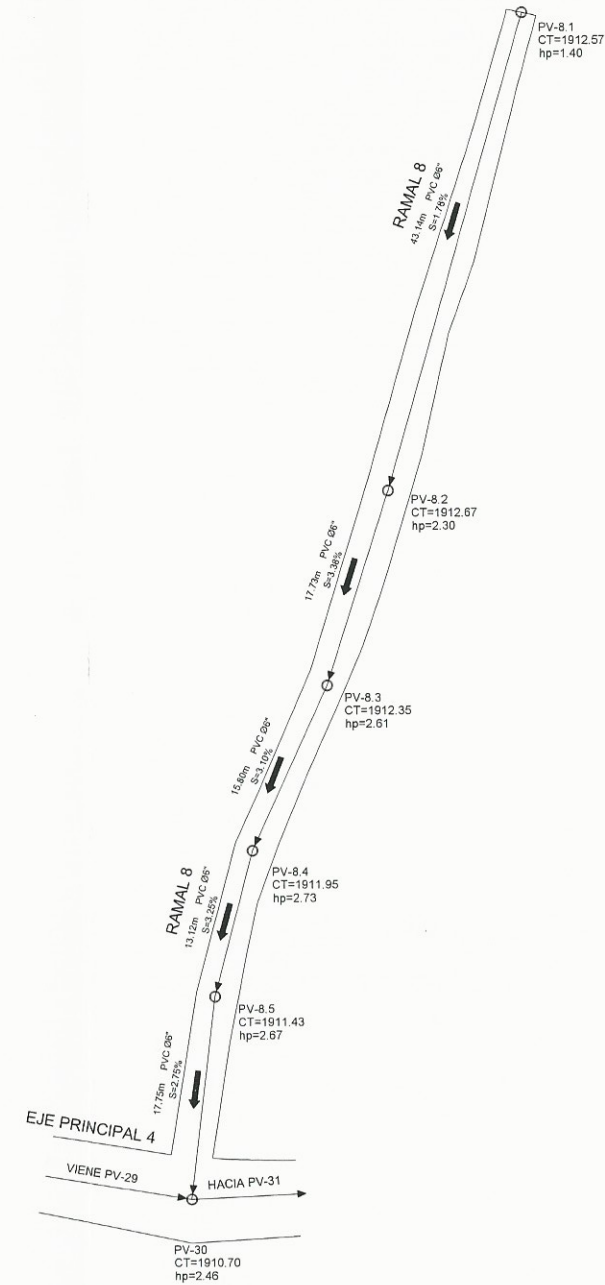 PV-8.1
CT=1912.57
hp=1.40
RAMAL 8
43.14m PVC Ø6"
S=1.76%
PV-8.2
CT=1912.67
hp=2.30
17.73m PVC Ø6"
S=3.38%
PV-8.3
CT=1912.35
hp=2.61
15.80m PVC Ø6"
S=3.10%
PV-8.4
CT=1911.95
hp=2.73
RAMAL 8
13.12m PVC Ø6"
S=3.25%
PV-8.5
CT=1911.43
hp=2.67
17.75m PVC Ø6"
S=2.75%
EJE PRINCIPAL 4
VIENE PV-29
HACIA PV-31
PV-30
CT=1910.70
hp=2.46